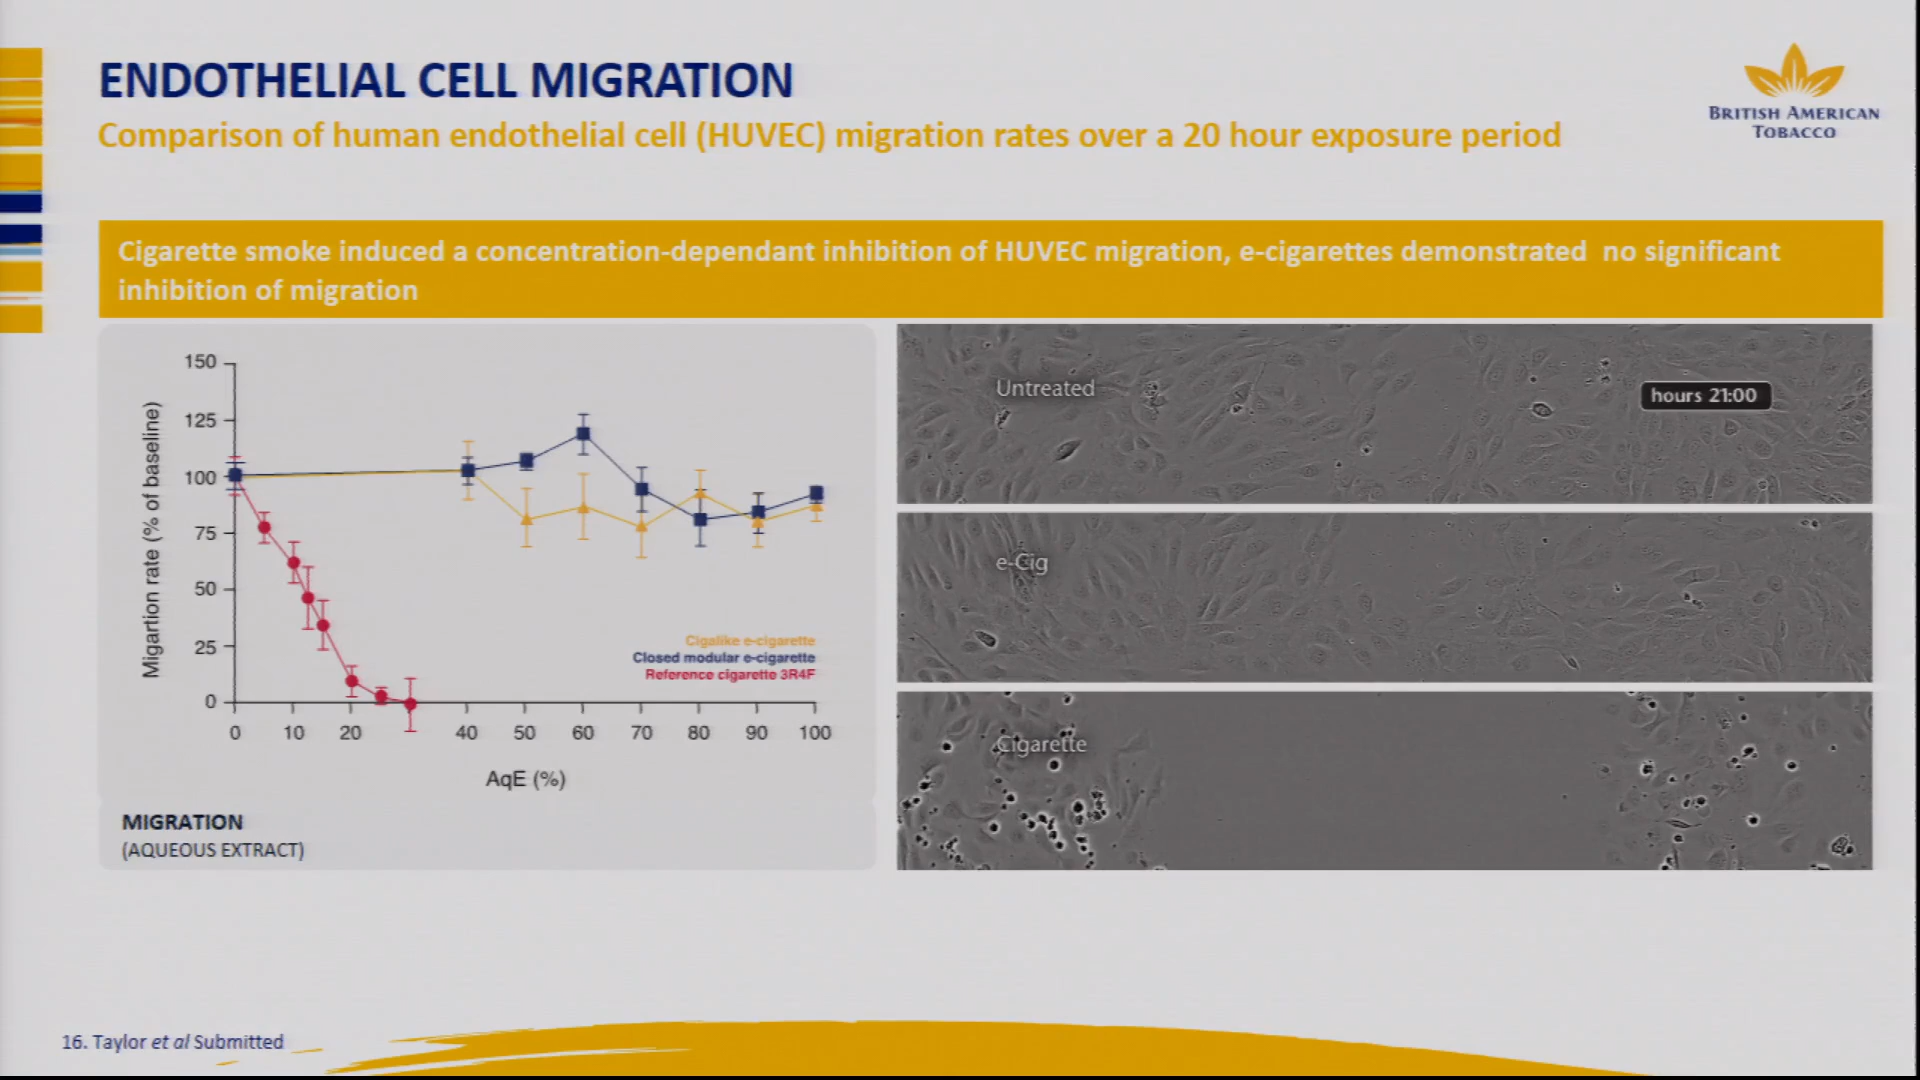 ENDOTHELIAL CELL MIGRATION
Comparison of human endothelial cell (HUVEC) migration rates over a 20 hour exposure period
BRITISH AMERICAN
TOBACCO
Cigarette smoke induced a concentration-dependant inhibition of HUVEC migration, e-cigarettes demonstrated no significant
inhibition of migration
150
125
100
75
50
25
0
Migartion rate (% of baseline)
Cigalike e-cigarette
Closed modular e-cigarette
Reference cigarette 3R4F
0 10 20 40 50 60 70 80 90 100
AqE (%)
MIGRATION
(AQUEOUS EXTRACT)
Untreated
hours 21:00
e-Cig
Cigarette
16. Taylor et al Submitted